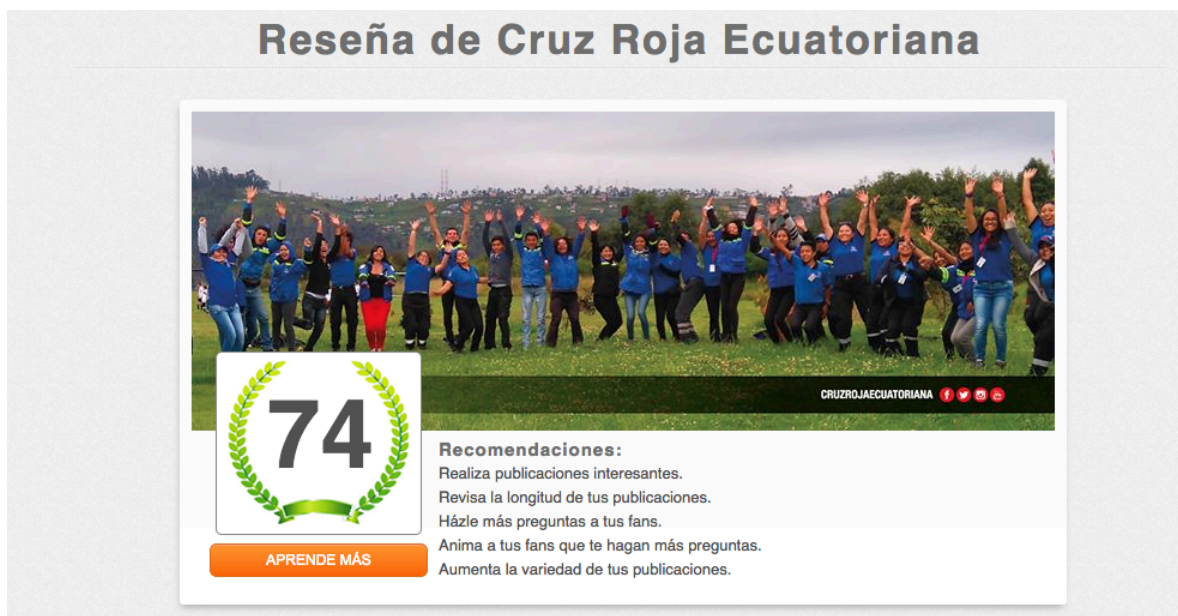 Reseña de Cruz Roja Ecuatoriana
CRUZROJAECUATORIANA
74
Recomendaciones:
Realiza publicaciones interesantes.
Revisa la longitud de tus publicaciones.
Házle más preguntas a tus fans.
Anima a tus fans que te hagan más preguntas.
Aumenta la variedad de tus publicaciones.
APRENDE MÁS